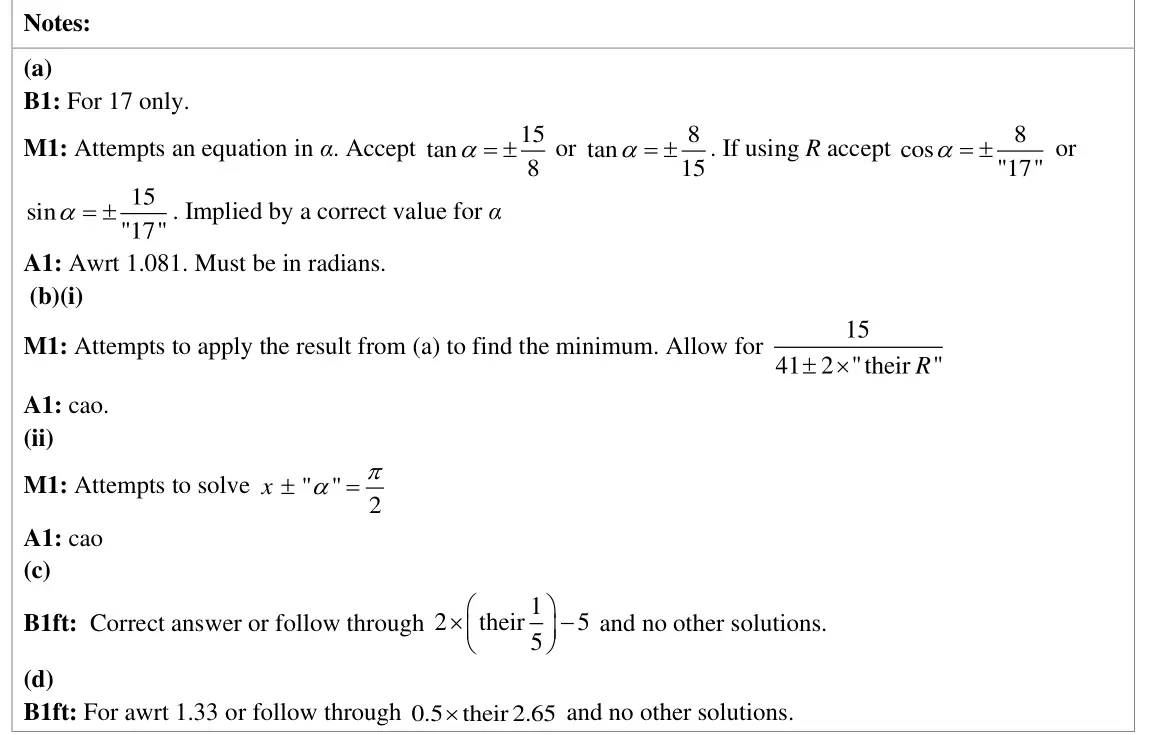 Notes:
(a)
B1: For 17 only.
M1: Attempts an equation in α. Accept tan α = ± 15/8 or tan α = ± 8/15. If using R accept cos α = ± 8/"17" or
sin α = ± 15/"17". Implied by a correct value for α
A1: Awrt 1.081. Must be in radians.
(b)(i)
M1: Attempts to apply the result from (a) to find the minimum. Allow for 15/(41 ± 2×"their R")
A1: cao.
(ii)
M1: Attempts to solve x ± "α" = π/2
A1: cao
(c)
B1ft: Correct answer or follow through 2×(their 1/5) − 5 and no other solutions.
(d)
B1ft: For awrt 1.33 or follow through 0.5× their 2.65 and no other solutions.